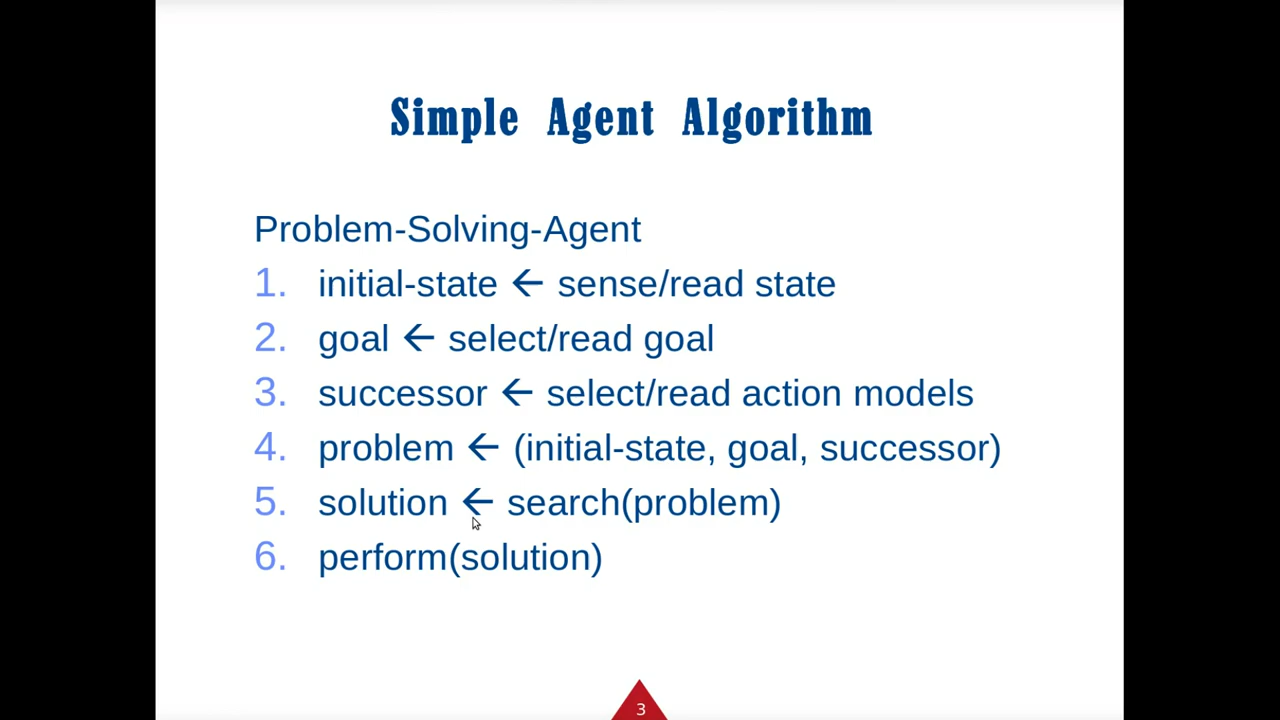 Simple Agent Algorithm
Problem-Solving-Agent
1. initial-state ← sense/read state
2. goal ← select/read goal
3. successor ← select/read action models
4. problem ← (initial-state, goal, successor)
5. solution ← search(problem)
6. perform(solution)
3